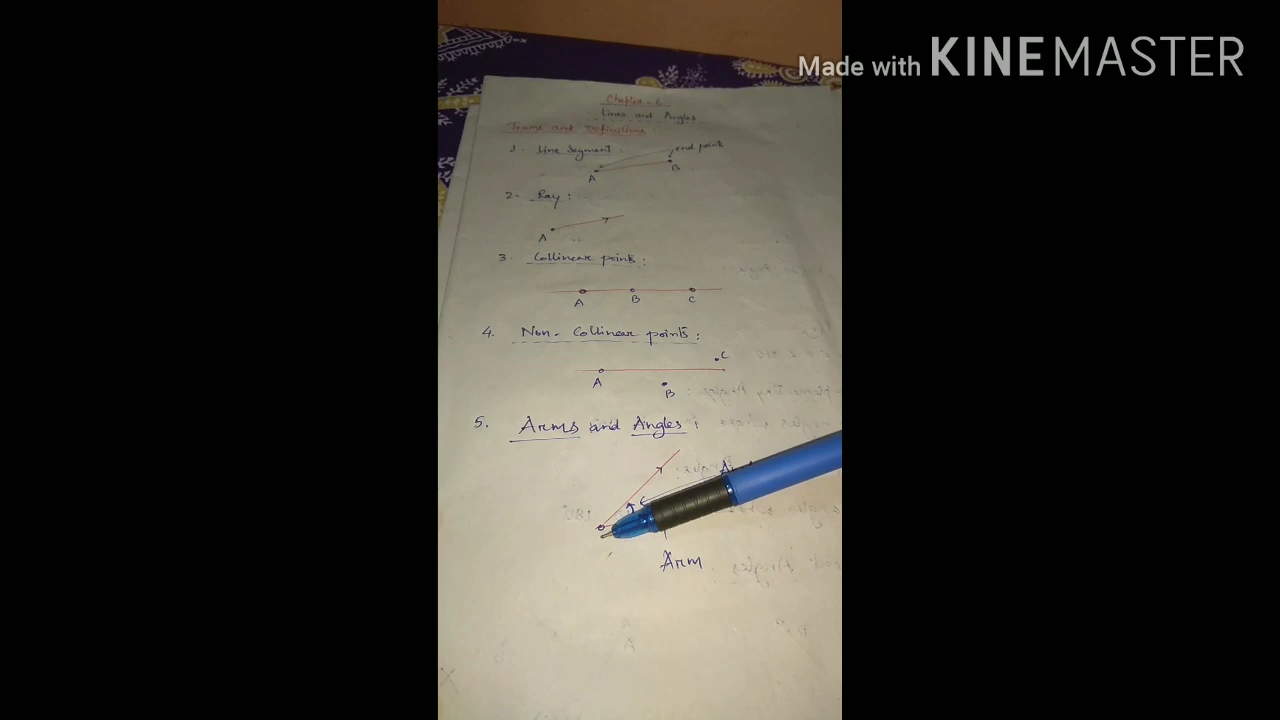 Made with KINEMASTER
Chapter - 6
Lines and Angles
Terms and Definitions
1. Line Segment
end point
A B
2. Ray :
A
3. Collinear points :
A B C
4. Non-Collinear points :
C
A
B
5. Arms and Angles :
Arm